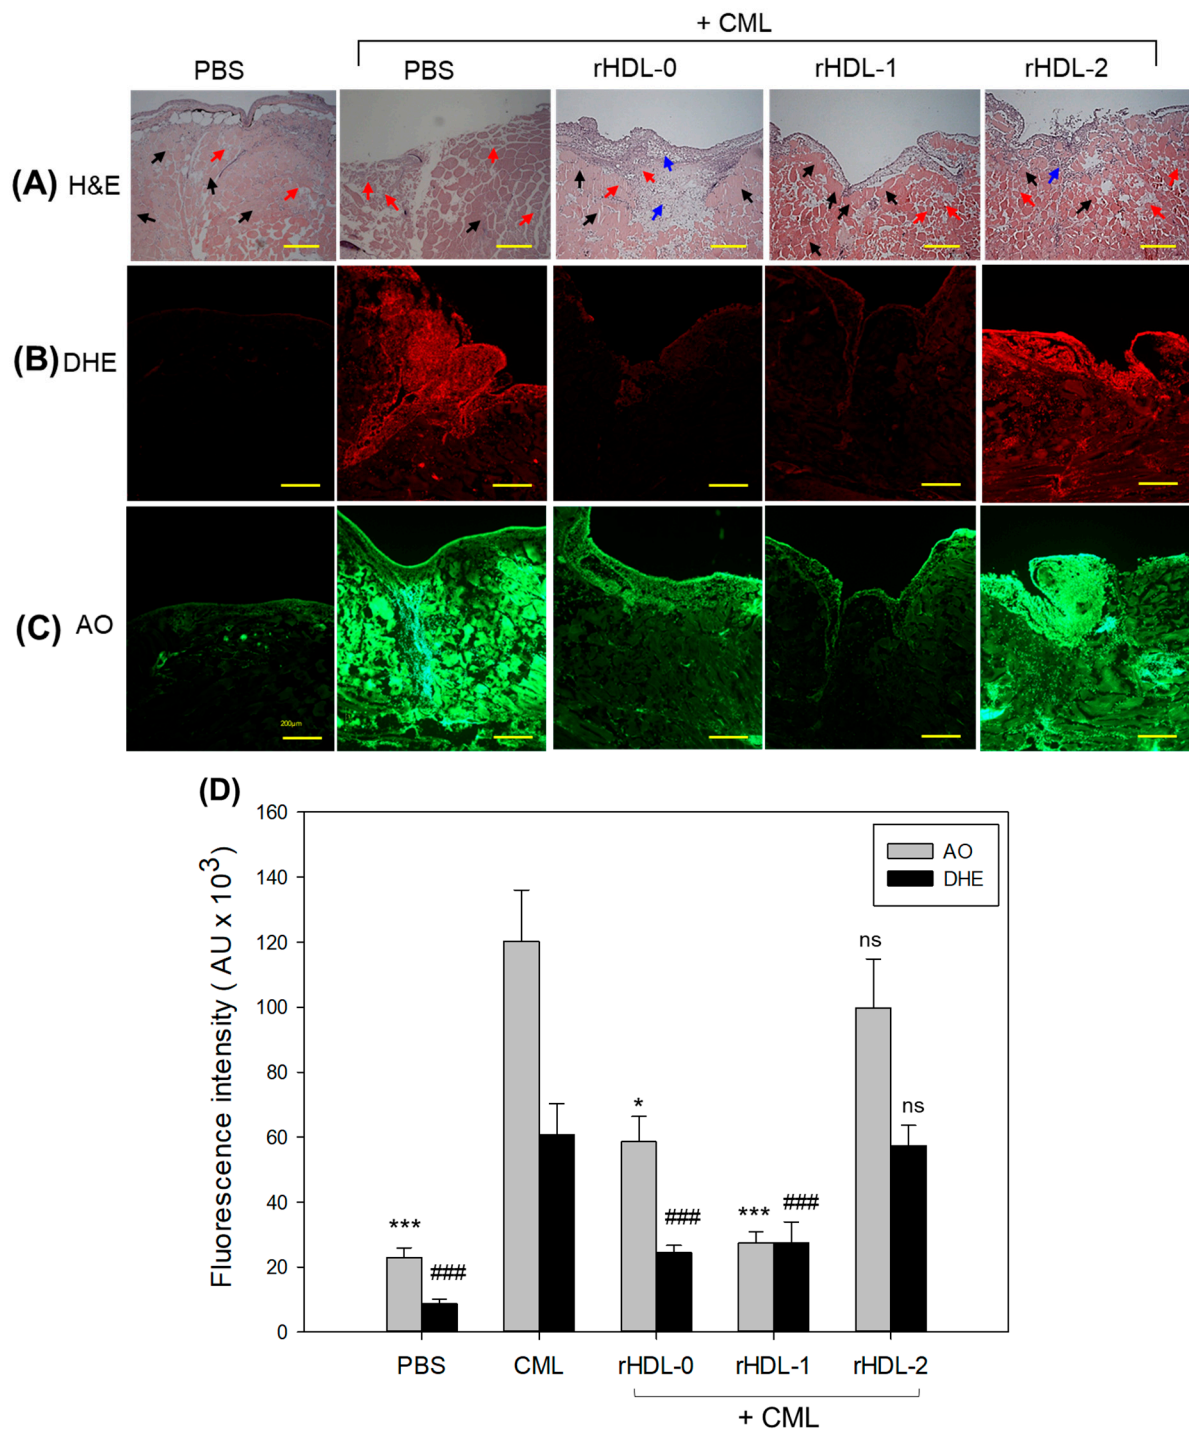 + CML
PBS PBS rHDL-0 rHDL-1 rHDL-2
(A) H&E
(B) DHE
(C) AO
200µm
(D)
Fluorescence intensity ( AU x 10³)
160
140
120
100
80
60
40
20
0
AO
DHE
*** ###
* ###
*** ###
ns ns
PBS CML rHDL-0 rHDL-1 rHDL-2
+ CML